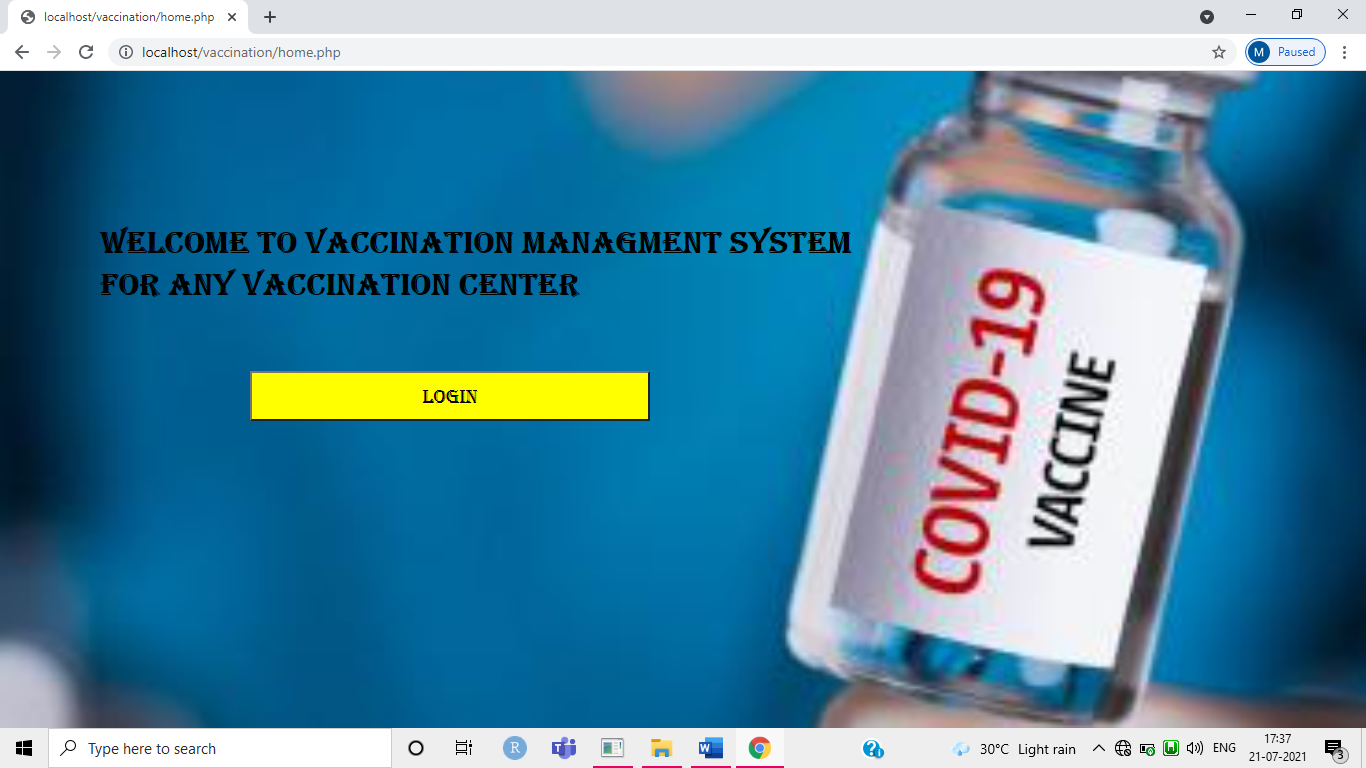 localhost/vaccination/home.php
localhost/vaccination/home.php
M Paused
WELCOME TO VACCINATION MANAGMENT SYSTEM
FOR ANY VACCINATION CENTER
LOGIN
COVID-19
VACCINE
Type here to search
R
T
W
30°C Light rain
ENG
17:37
21-07-2021
3